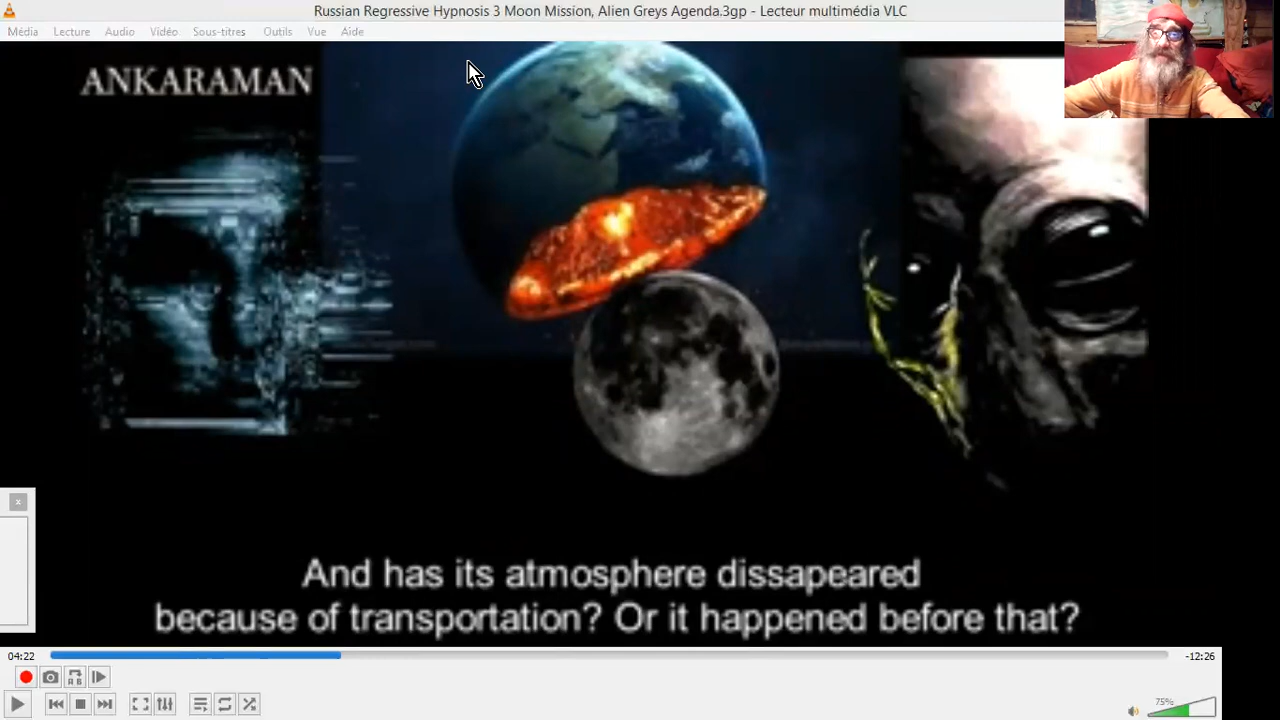 Russian Regressive Hypnosis 3 Moon Mission, Alien Greys Agenda.3gp - Lecteur multimédia VLC
Média Lecture Audio Vidéo Sous-titres Outils Vue Aide
ANKARAMAN
And has its atmosphere dissapeared
because of transportation? Or it happened before that?
04:22
-12:26
75%